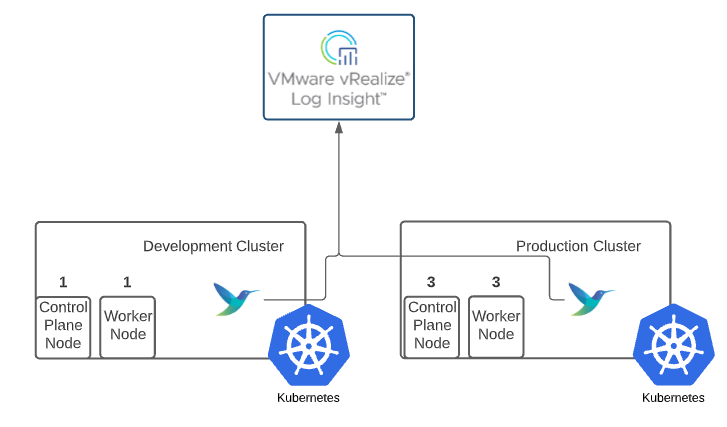 VMware vRealize®
Log Insight™
Development Cluster
1
1
Control
Plane
Node
Worker
Node
Kubernetes
Production Cluster
3
3
Control
Plane
Node
Worker
Node
Kubernetes